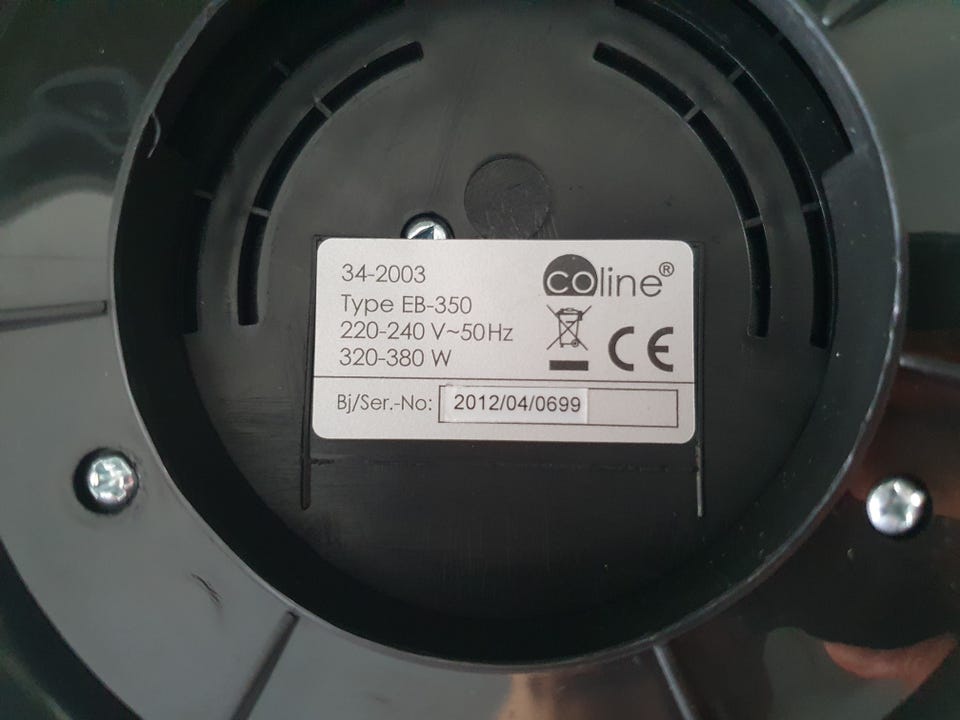 34-2003
coline®
Type EB-350
220-240 V~50Hz
320-380 W
CE
Bj/Ser.-No: 2012/04/0699